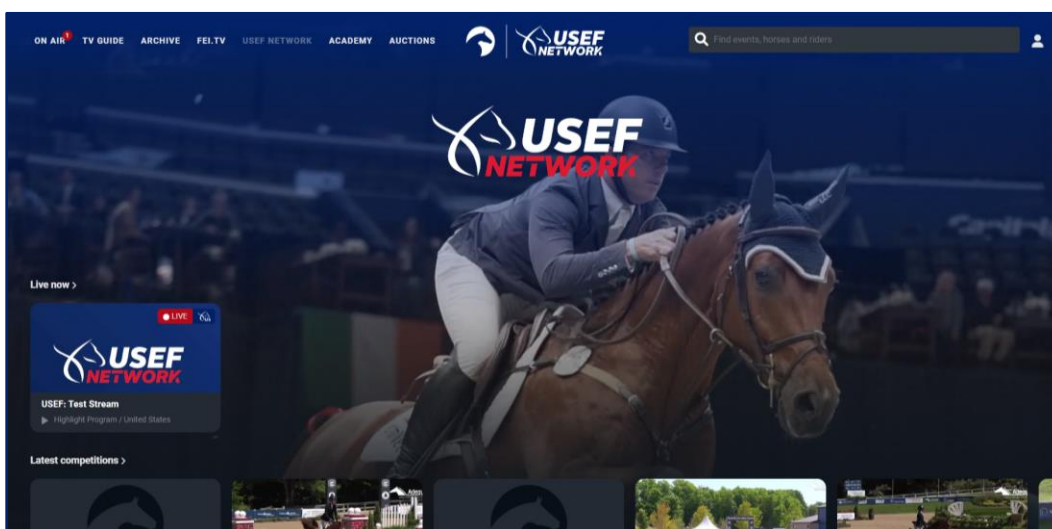 ON AIR 1 TV GUIDE ARCHIVE FEI.TV USEF NETWORK ACADEMY AUCTIONS
USEF
NETWORK
Find events, horses and riders
USEF
NETWORK
Live now >
LIVE
USEF
NETWORK
USEF: Test Stream
Highlight Program / United States
Latest competitions >